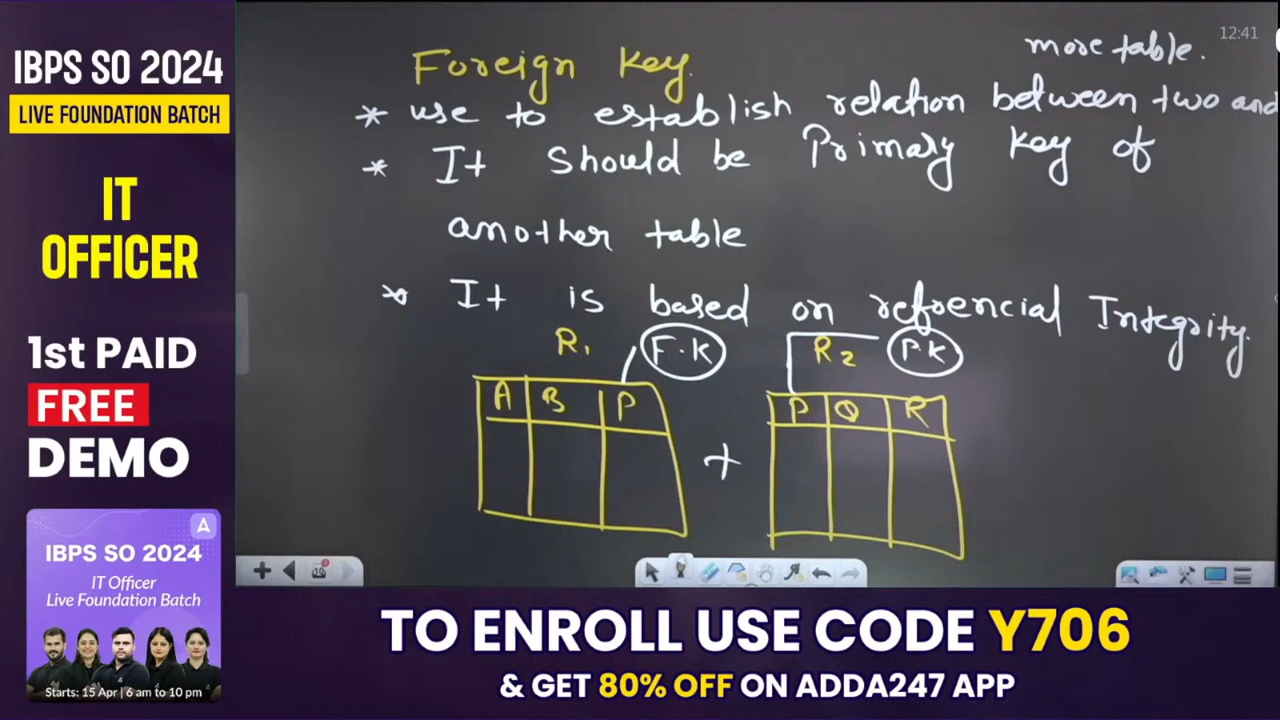 IBPS SO 2024
LIVE FOUNDATION BATCH
IT
OFFICER
1st PAID
FREE
DEMO
A
IBPS SO 2024
IT Officer
Live Foundation Batch
Starts: 15 Apr | 6 am to 10 pm
12:41
more table.
Foreign Key.
* use to establish relation between two and
* It should be Primary Key of
another table
* It is based on refrencial Integrity.
R1 F.K R2 P.K
A B P
P Q R
+
TO ENROLL USE CODE Y706
& GET 80% OFF ON ADDA247 APP